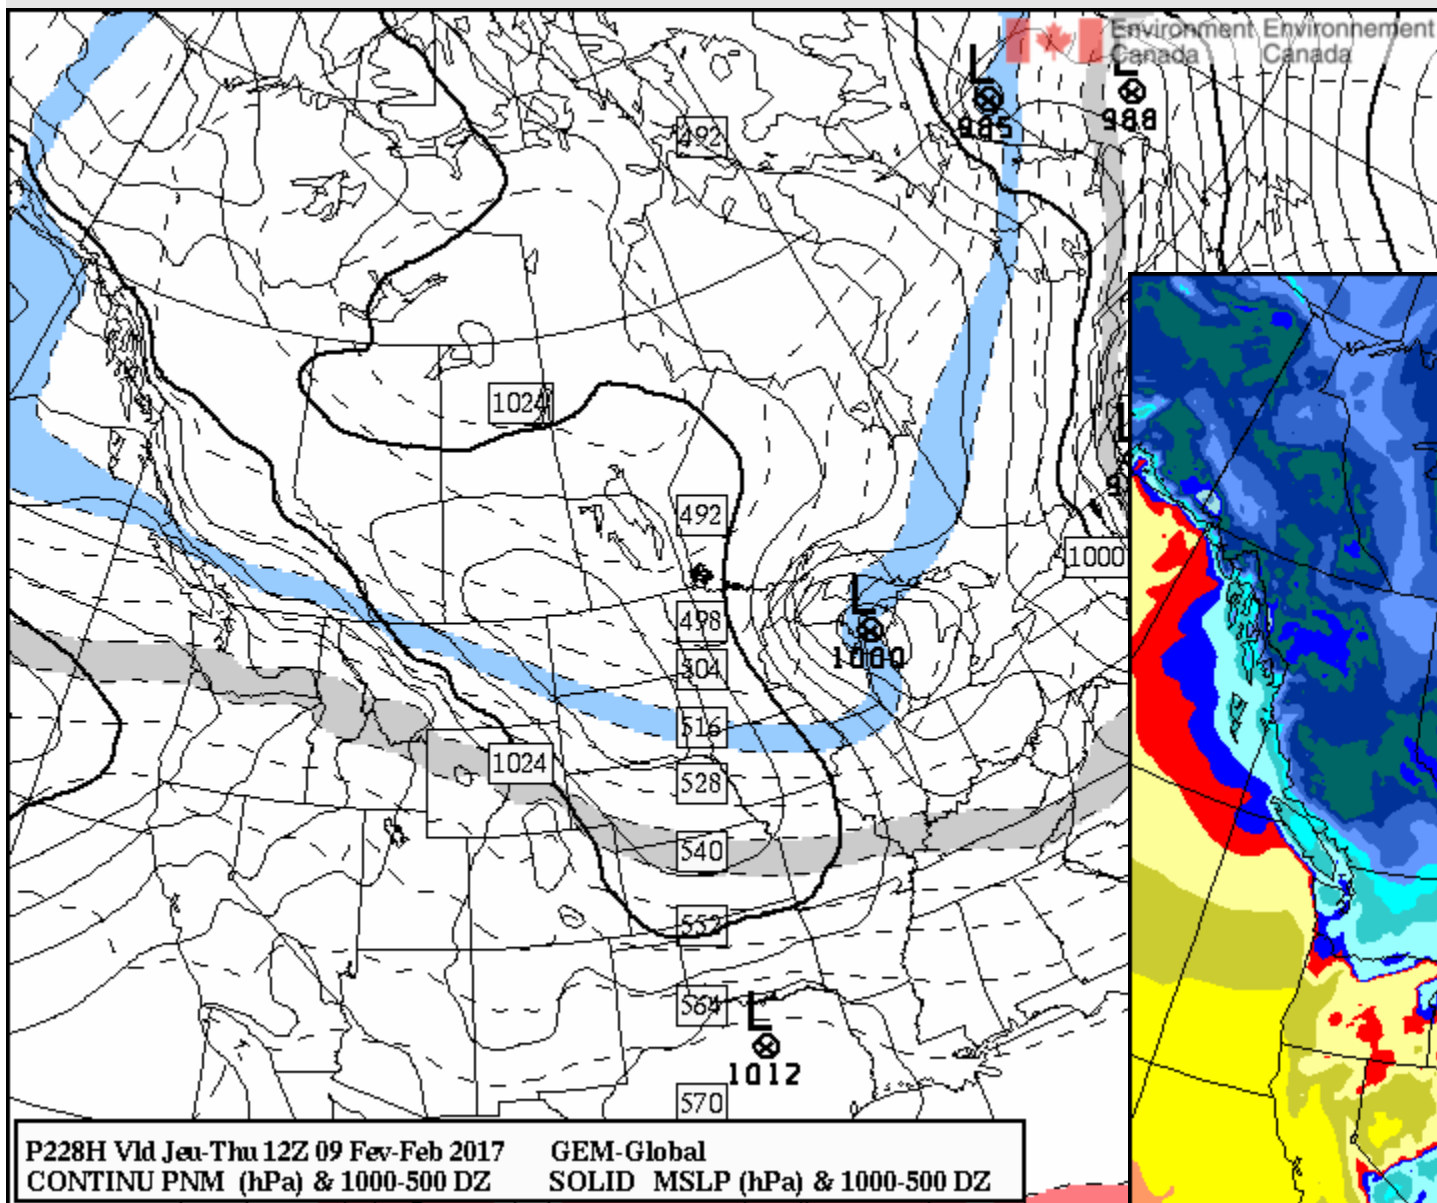 Environment Environnement
Canada Canada
L L
985 988
492
1024
492
1000
L
1000
498
504
516
1024
528
540
552
564
L
1012
570
P228H Vld Jeu-Thu 12Z 09 Fev-Feb 2017 GEM-Global
CONTINU PNM (hPa) & 1000-500 DZ SOLID MSLP (hPa) & 1000-500 DZ